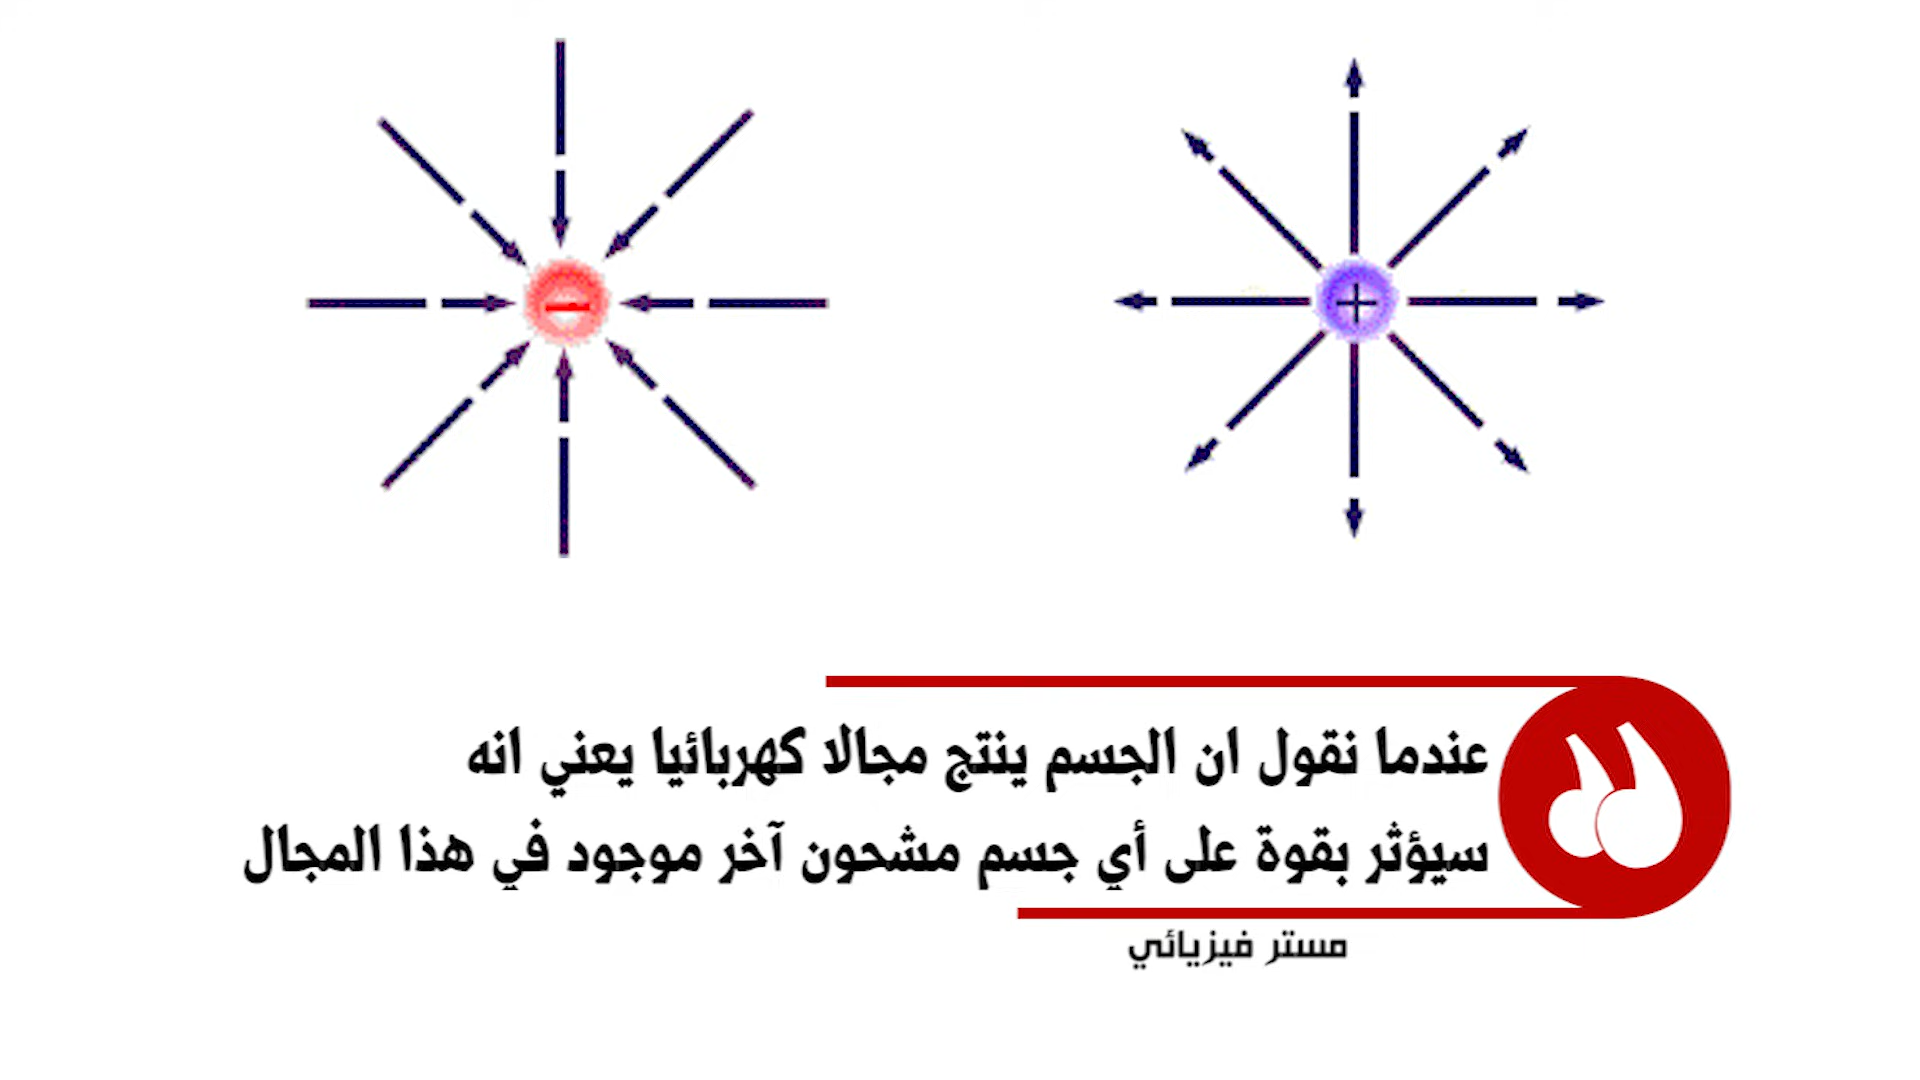 −
+
عندما نقول ان الجسم ينتج مجالا كهربائيا يعني انه
سيؤثر بقوة على أي جسم مشحون آخر موجود في هذا المجال
مستر فيزيائي